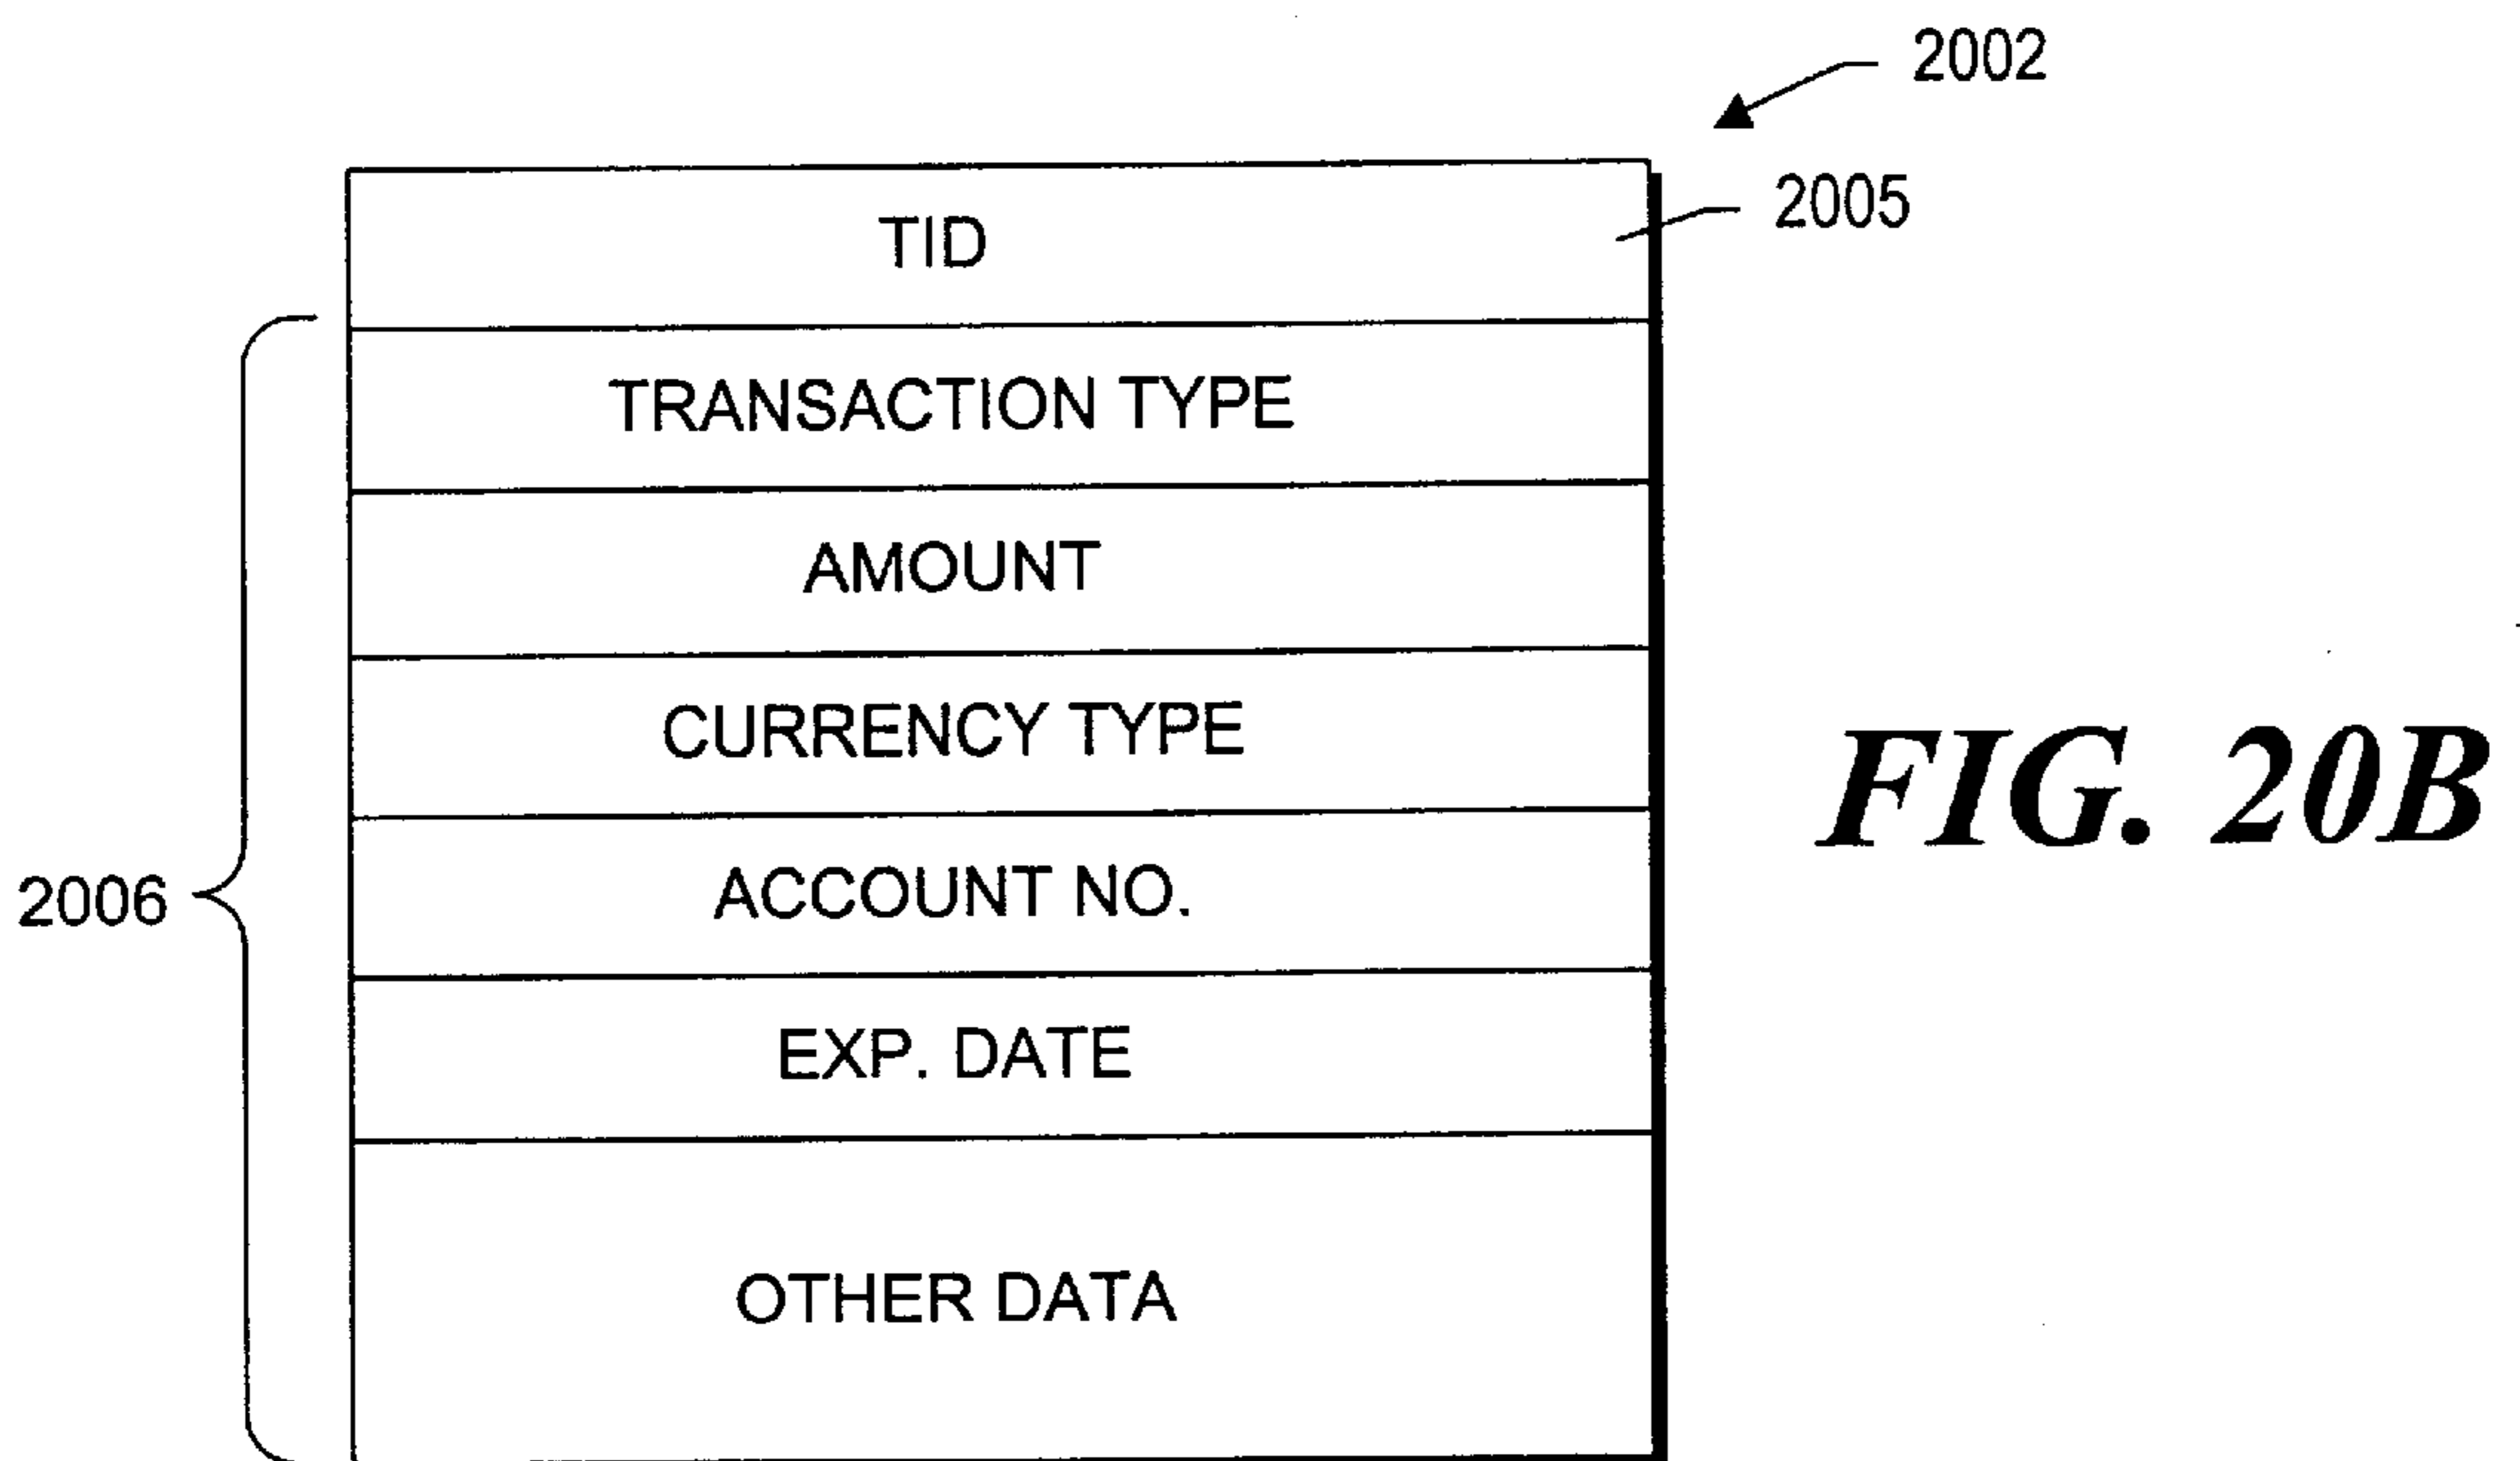 2002
2005
TID
TRANSACTION TYPE
AMOUNT
CURRENCY TYPE
FIG. 20B
ACCOUNT NO.
2006
EXP. DATE
OTHER DATA